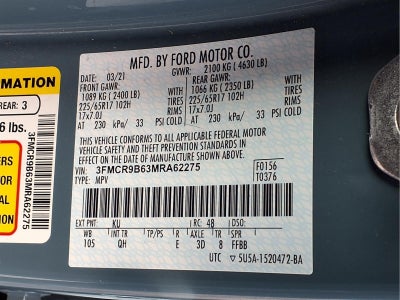 MFD. BY FORD MOTOR CO.
03/21 GVWR: 2100 KG ( 4630 LB)
FRONT GAWR: REAR GAWR:
1089 KG ( 2400 LB) 1066 KG ( 2350 LB)
225/65R17 102H TIRES 225/65R17 102H TIRES
17x7.0J RIMS 17x7.0J RIMS
AT 230 kPa/ 33 PSI COLD AT 230 kPa/ 33 PSI COLD
THIS VEHICLE CONFORMS TO ALL APPLICABLE FEDERAL MOTOR
VEHICLE SAFETY AND THEFT PREVENTION STANDARDS IN
EFFECT ON THE DATE OF MANUFACTURE SHOWN ABOVE.
VIN: 3FMCR9B63MRA62275 F0156
TYPE: MPV T0376
EXT PNT: KU RC: 48 DSO:
WB INT TR TP/PS R AXLE TR SPR
105 QH E 3D 8 FFBB
UTC 5U5A-1520472-BA
ORMATION
REAR: 3
6 lbs.
3FMCR9B63MRA62275